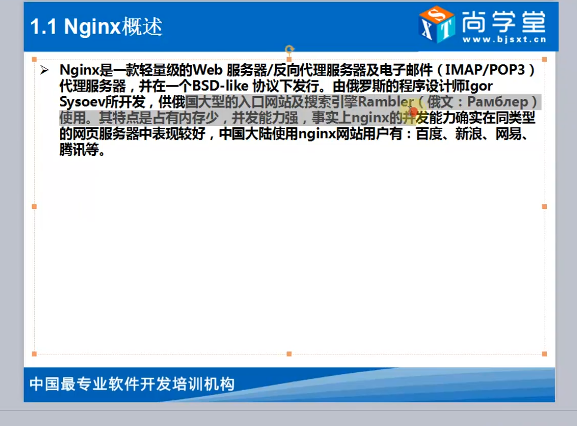 1.1 Nginx概述
尚学堂
www.bjsxt.cn
SXT
➢ Nginx是一款轻量级的Web 服务器/反向代理服务器及电子邮件（IMAP/POP3）
代理服务器，并在一个BSD-like 协议下发行。由俄罗斯的程序设计师Igor
Sysoev所开发，供俄国大型的入口网站及搜索引擎Rambler（俄文：Рамблер）
使用。其特点是占有内存少，并发能力强，事实上nginx的并发能力确实在同类型
的网页服务器中表现较好，中国大陆使用nginx网站用户有：百度、新浪、网易、
腾讯等。
中国最专业软件开发培训机构